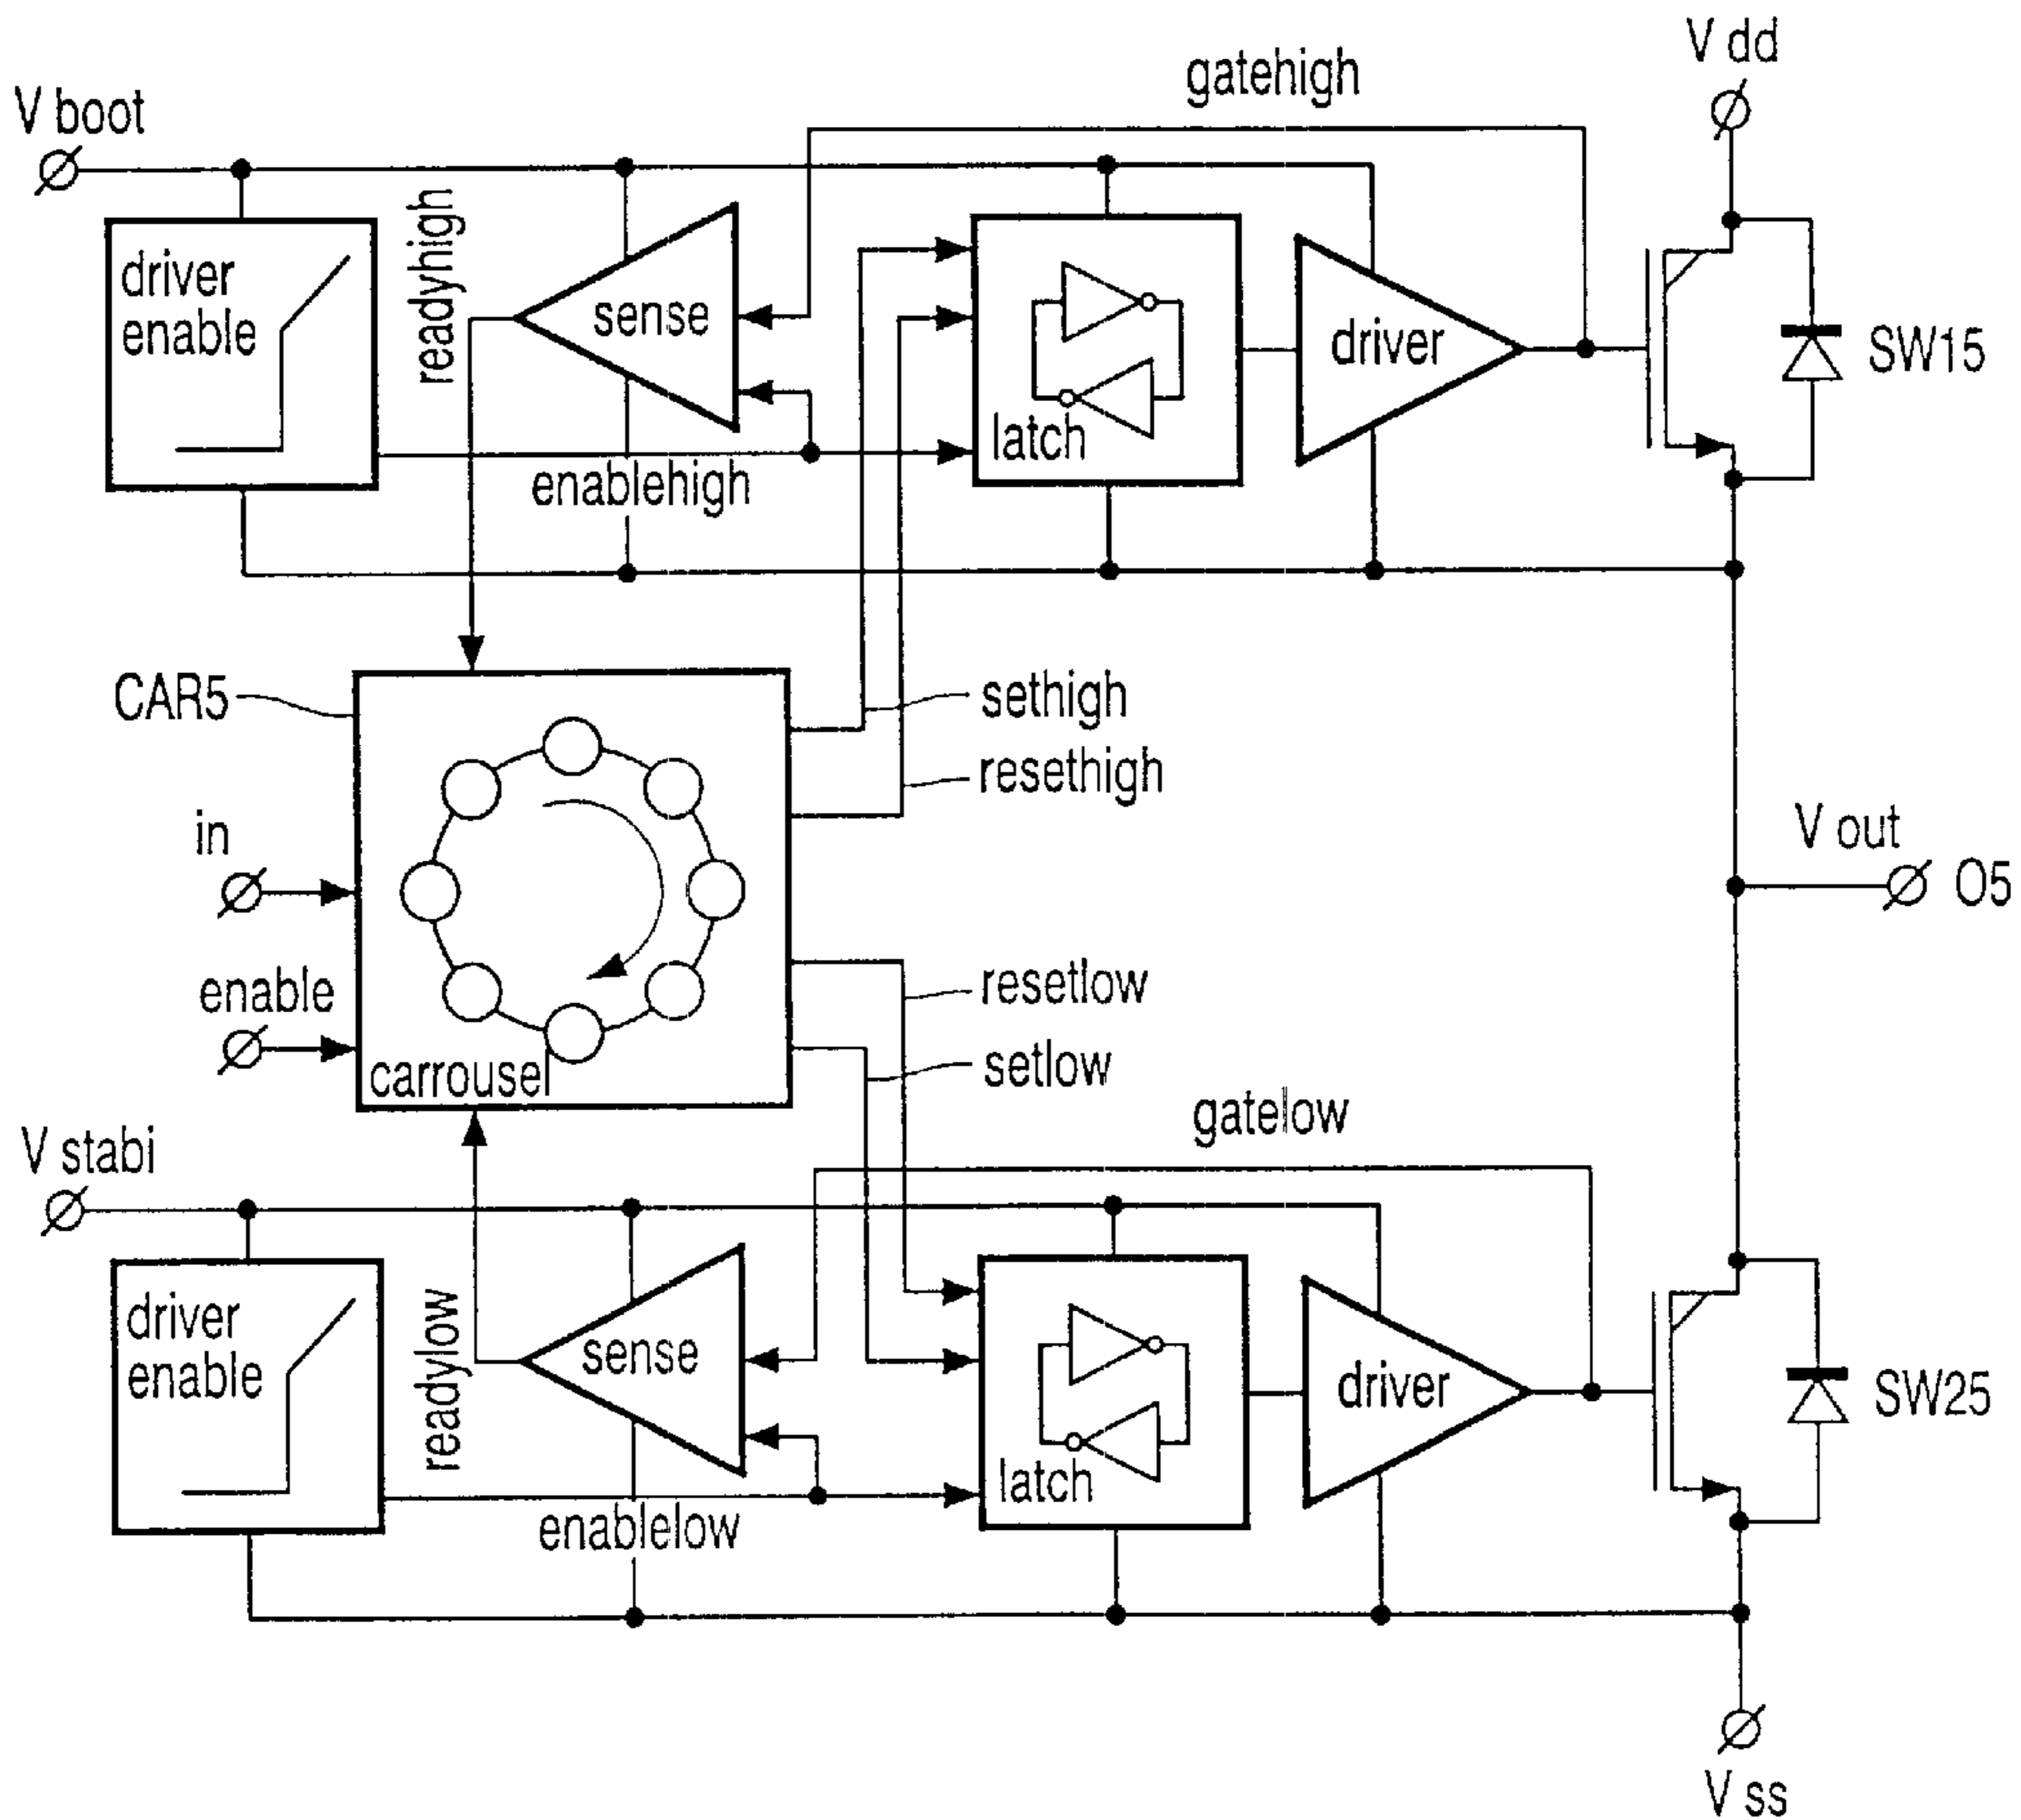 V dd
gatehigh
V boot
driver
enable
readyhigh
sense
latch
driver
SW15
enablehigh
CAR5
sethigh
resethigh
in
V out
O5
enable
resetlow
carrousel
setlow
gatelow
V stabi
driver
enable
readylow
sense
latch
driver
SW25
enablelow
V ss